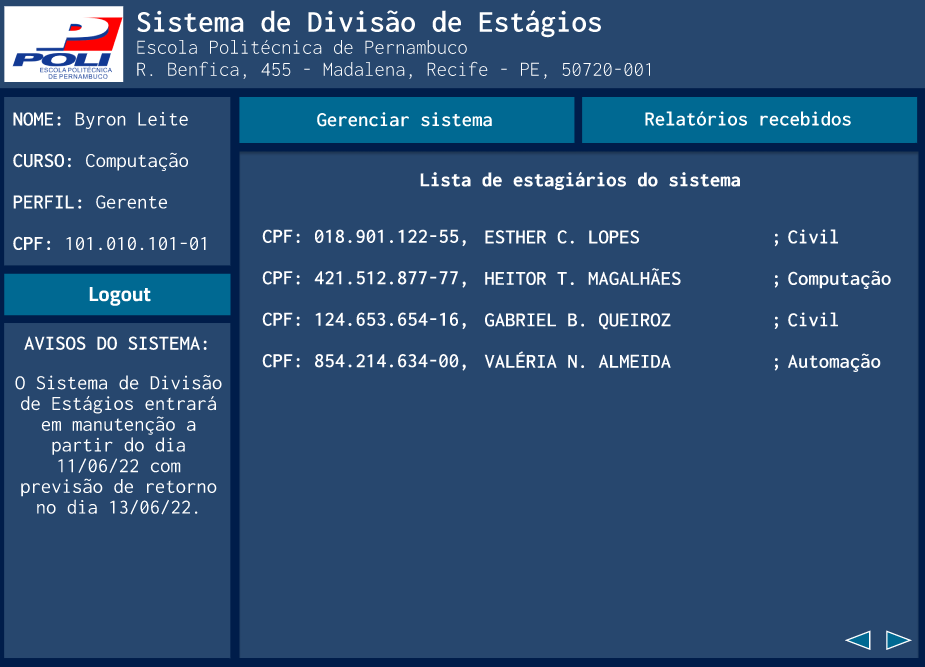 POLI
ESCOLA POLITÉCNICA
DE PERNAMBUCO
Sistema de Divisão de Estágios
Escola Politécnica de Pernambuco
R. Benfica, 455 - Madalena, Recife - PE, 50720-001
NOME: Byron Leite
CURSO: Computação
PERFIL: Gerente
CPF: 101.010.101-01
Logout
AVISOS DO SISTEMA:
O Sistema de Divisão
de Estágios entrará
em manutenção a
partir do dia
11/06/22 com
previsão de retorno
no dia 13/06/22.
Gerenciar sistema
Relatórios recebidos
Lista de estagiários do sistema
CPF: 018.901.122-55, ESTHER C. LOPES ; Civil
CPF: 421.512.877-77, HEITOR T. MAGALHÃES ; Computação
CPF: 124.653.654-16, GABRIEL B. QUEIROZ ; Civil
CPF: 854.214.634-00, VALÉRIA N. ALMEIDA ; Automação